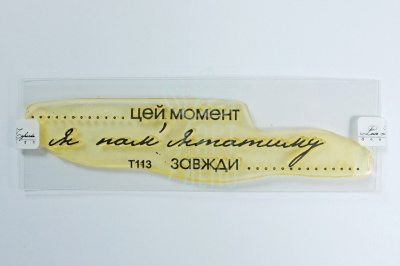 цей момент
я пам'ятатиму
Т113 завжди